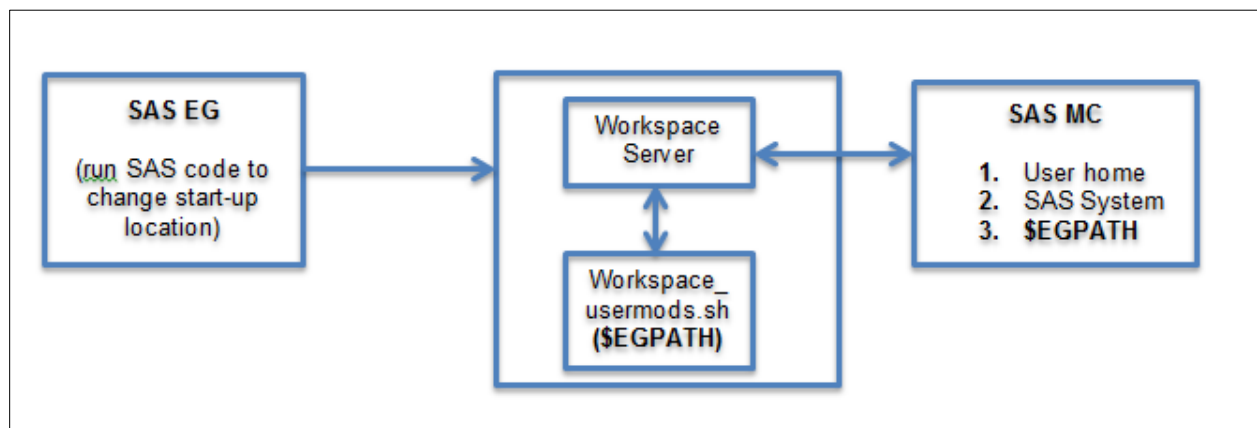 SAS EG
(run SAS code to
change start-up
location)
Workspace
Server
Workspace_
usermods.sh
($EGPATH)
SAS MC
1. User home
2. SAS System
3. $EGPATH